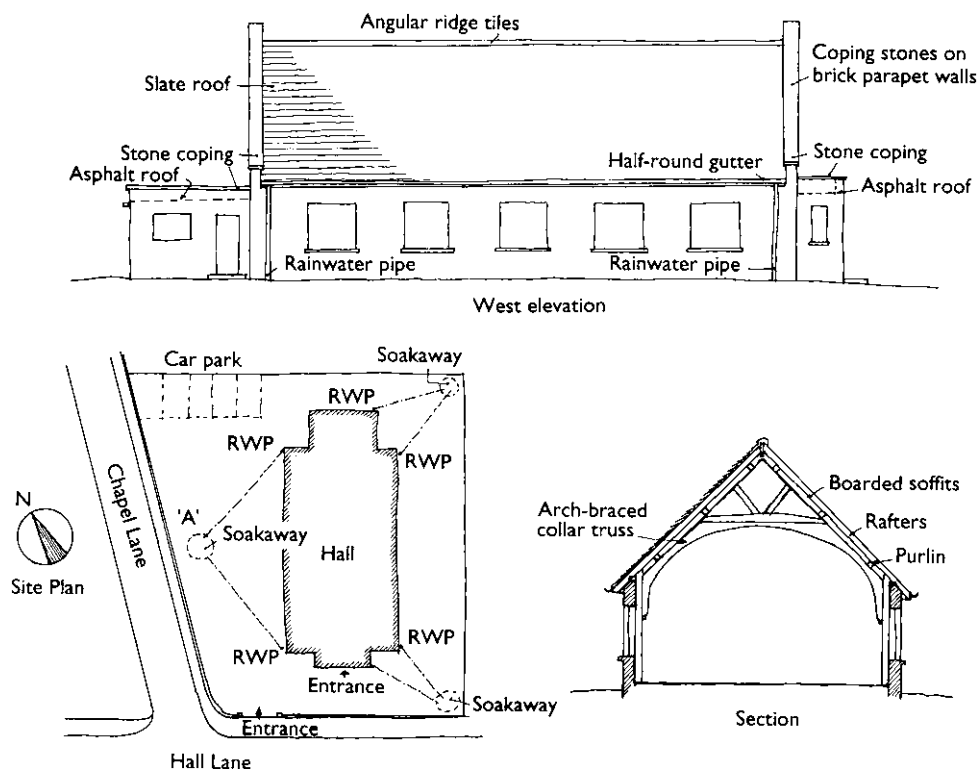 Angular ridge tiles
Slate roof
Coping stones on
brick parapet walls
Stone coping
Asphalt roof
Half-round gutter
Stone coping
Asphalt roof
Rainwater pipe
Rainwater pipe
West elevation
Car park
Soakaway
RWP
RWP
RWP
Chapel Lane
N
Site Plan
'A'
Soakaway
Hall
RWP
RWP
Entrance
Soakaway
Entrance
Hall Lane
Boarded soffits
Arch-braced
collar truss
Rafters
Purlin
Section